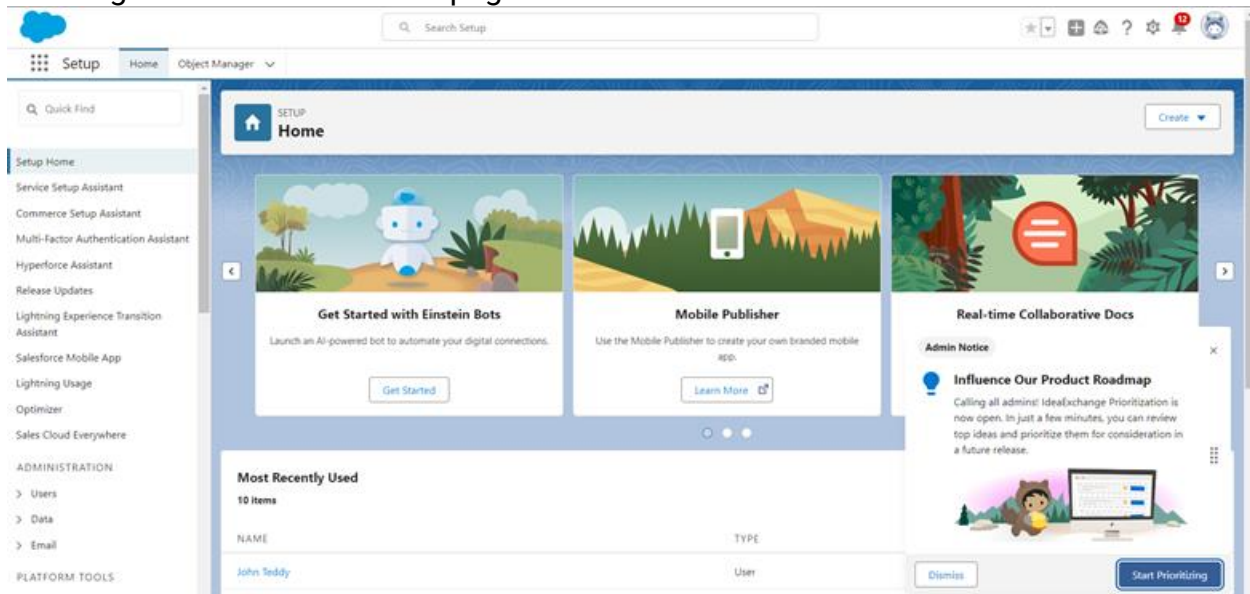 Search Setup
12
Setup Home Object Manager
Quick Find
SETUP
Home
Create
Setup Home
Service Setup Assistant
Commerce Setup Assistant
Multi-Factor Authentication Assistant
Hyperforce Assistant
Release Updates
Lightning Experience Transition
Assistant
Salesforce Mobile App
Lightning Usage
Optimizer
Sales Cloud Everywhere
ADMINISTRATION
Users
Data
Email
PLATFORM TOOLS
Get Started with Einstein Bots
Launch an AI-powered bot to automate your digital connections.
Get Started
Mobile Publisher
Use the Mobile Publisher to create your own branded mobile
app.
Learn More
Real-time Collaborative Docs
Admin Notice
Influence Our Product Roadmap
Calling all admins! IdeaExchange Prioritization is
now open. In just a few minutes, you can review
top ideas and prioritize them for consideration in
a future release.
Dismiss
Start Prioritizing
Most Recently Used
10 items
NAME TYPE
John Teddy User